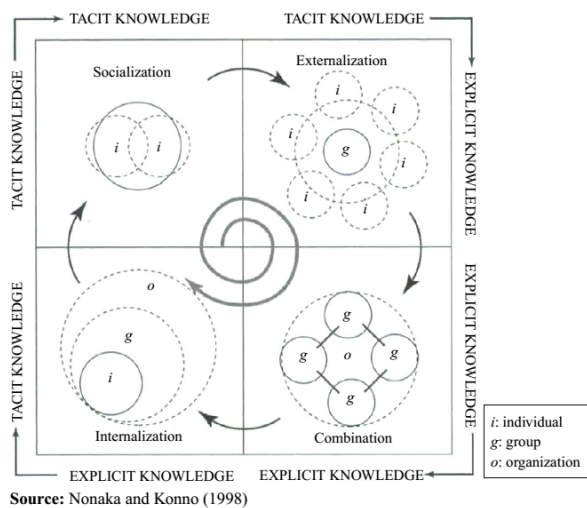 TACIT KNOWLEDGE
TACIT KNOWLEDGE
TACIT KNOWLEDGE
EXPLICIT KNOWLEDGE
Socialization
i
i
Externalization
i
i
i
i
i
i
g
TACIT KNOWLEDGE
EXPLICIT KNOWLEDGE
o
g
i
Internalization
g
g
o
g
g
Combination
EXPLICIT KNOWLEDGE
EXPLICIT KNOWLEDGE
i: individual
g: group
o: organization
Source: Nonaka and Konno (1998)